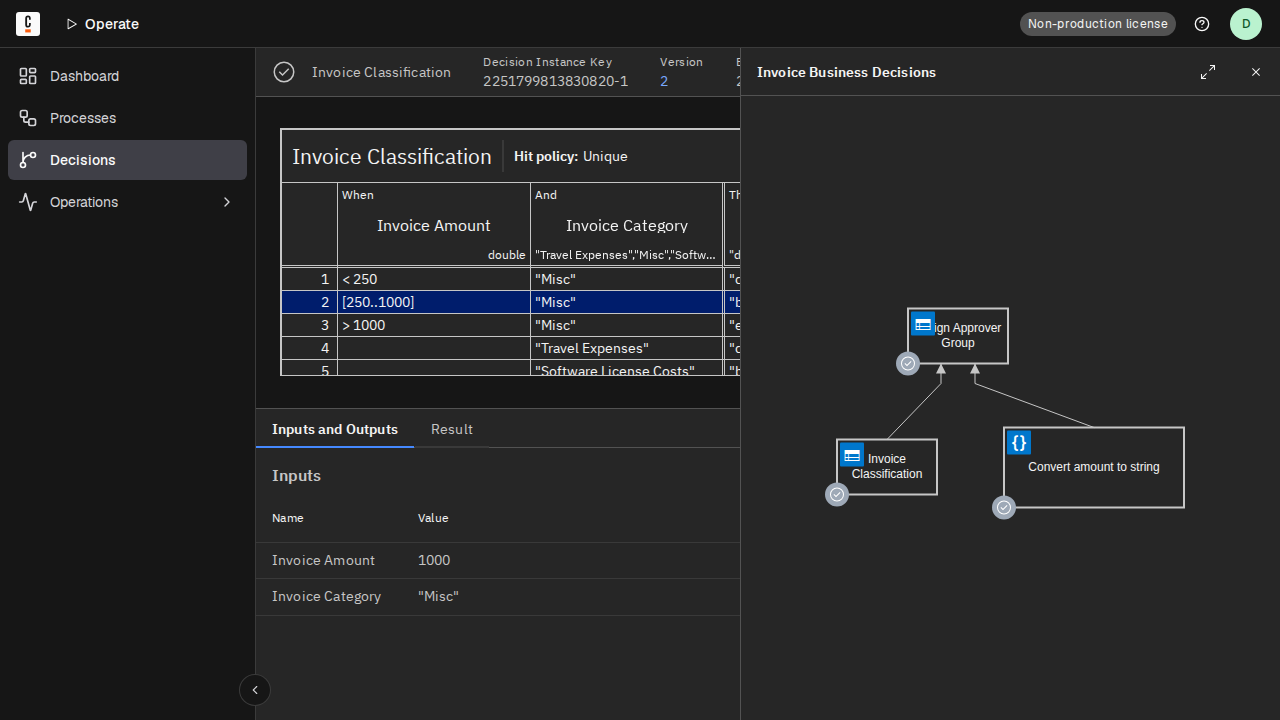 Operate
Non-production license
D
Dashboard
Processes
Decisions
Operations
Invoice Classification
Decision Instance Key
2251799813830820-1
Version
2
Invoice Business Decisions
Invoice Classification
Hit policy: Unique
When
Invoice Amount
double
And
Invoice Category
"Travel Expenses","Misc","Softw...
1
< 250
"Misc"
2
[250..1000]
"Misc"
3
> 1000
"Misc"
4
"Travel Expenses"
5
"Software License Costs"
Inputs and Outputs
Result
Inputs
Name
Value
Invoice Amount
1000
Invoice Category
"Misc"
Approver
Group
Invoice
Classification
{}
Convert amount to string